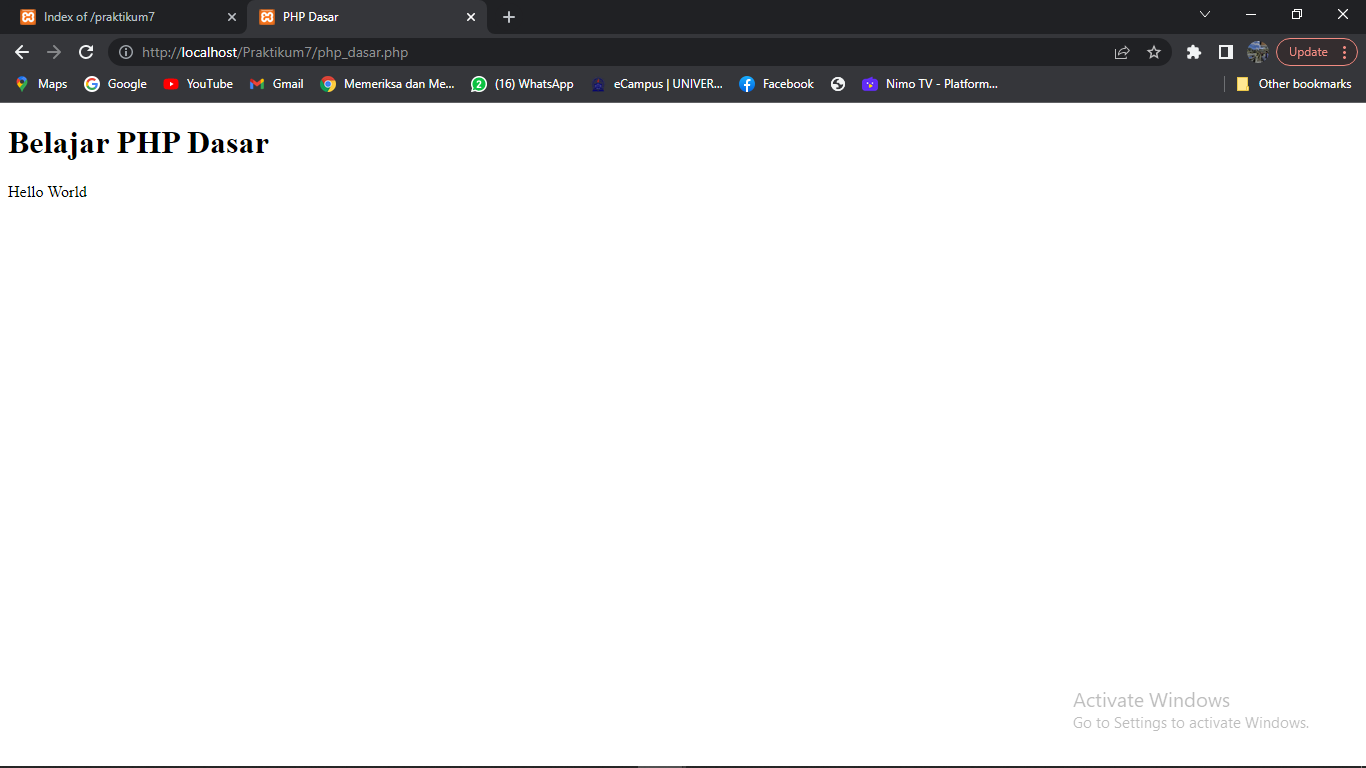 Index of /praktikum7
PHP Dasar
http://localhost/Praktikum7/php_dasar.php
Update
Maps
Google
YouTube
Gmail
Memeriksa dan Me...
2
(16) WhatsApp
eCampus | UNIVER...
Facebook
Nimo TV - Platform...
Other bookmarks
Belajar PHP Dasar
Hello World
Activate Windows
Go to Settings to activate Windows.